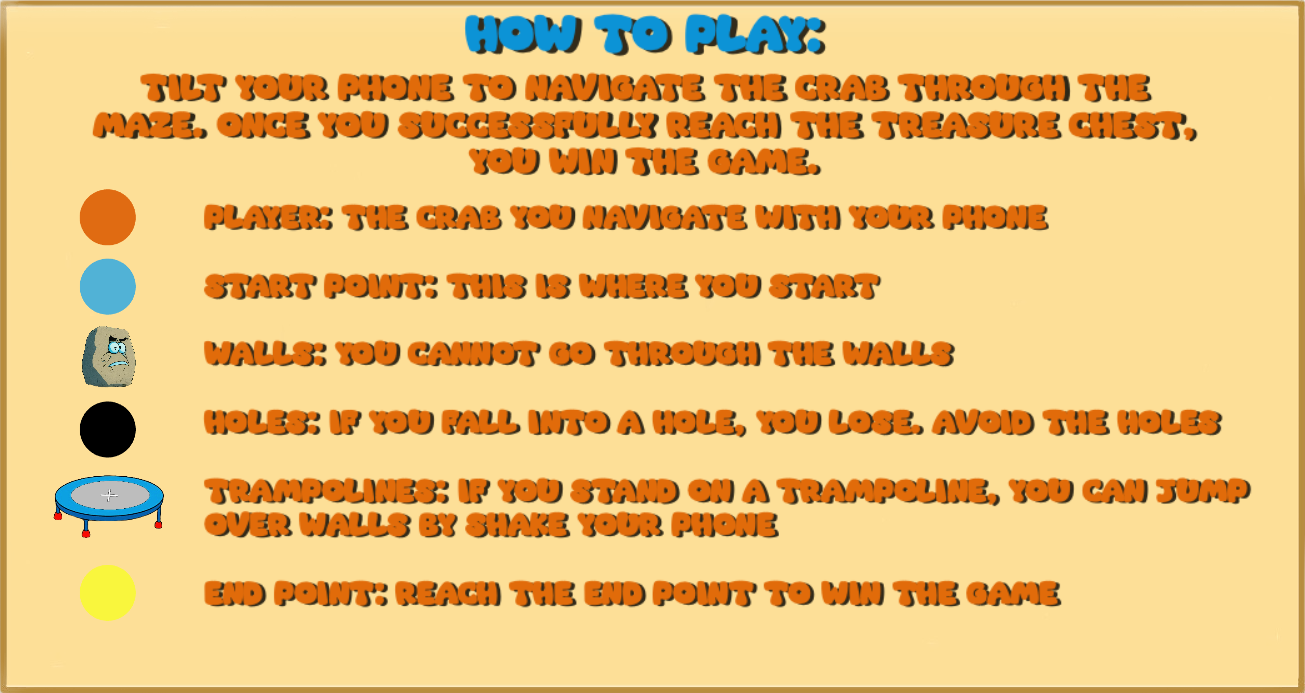 HOW TO PLAY:
TILT YOUR PHONE TO NAVIGATE THE CRAB THROUGH THE
MAZE. ONCE YOU SUCCESSFULLY REACH THE TREASURE CHEST,
YOU WIN THE GAME.
PLAYER: THE CRAB YOU NAVIGATE WITH YOUR PHONE
START POINT: THIS IS WHERE YOU START
WALLS: YOU CANNOT GO THROUGH THE WALLS
HOLES: IF YOU FALL INTO A HOLE, YOU LOSE. AVOID THE HOLES
TRAMPOLINES: IF YOU STAND ON A TRAMPOLINE, YOU CAN JUMP
OVER WALLS BY SHAKE YOUR PHONE
END POINT: REACH THE END POINT TO WIN THE GAME